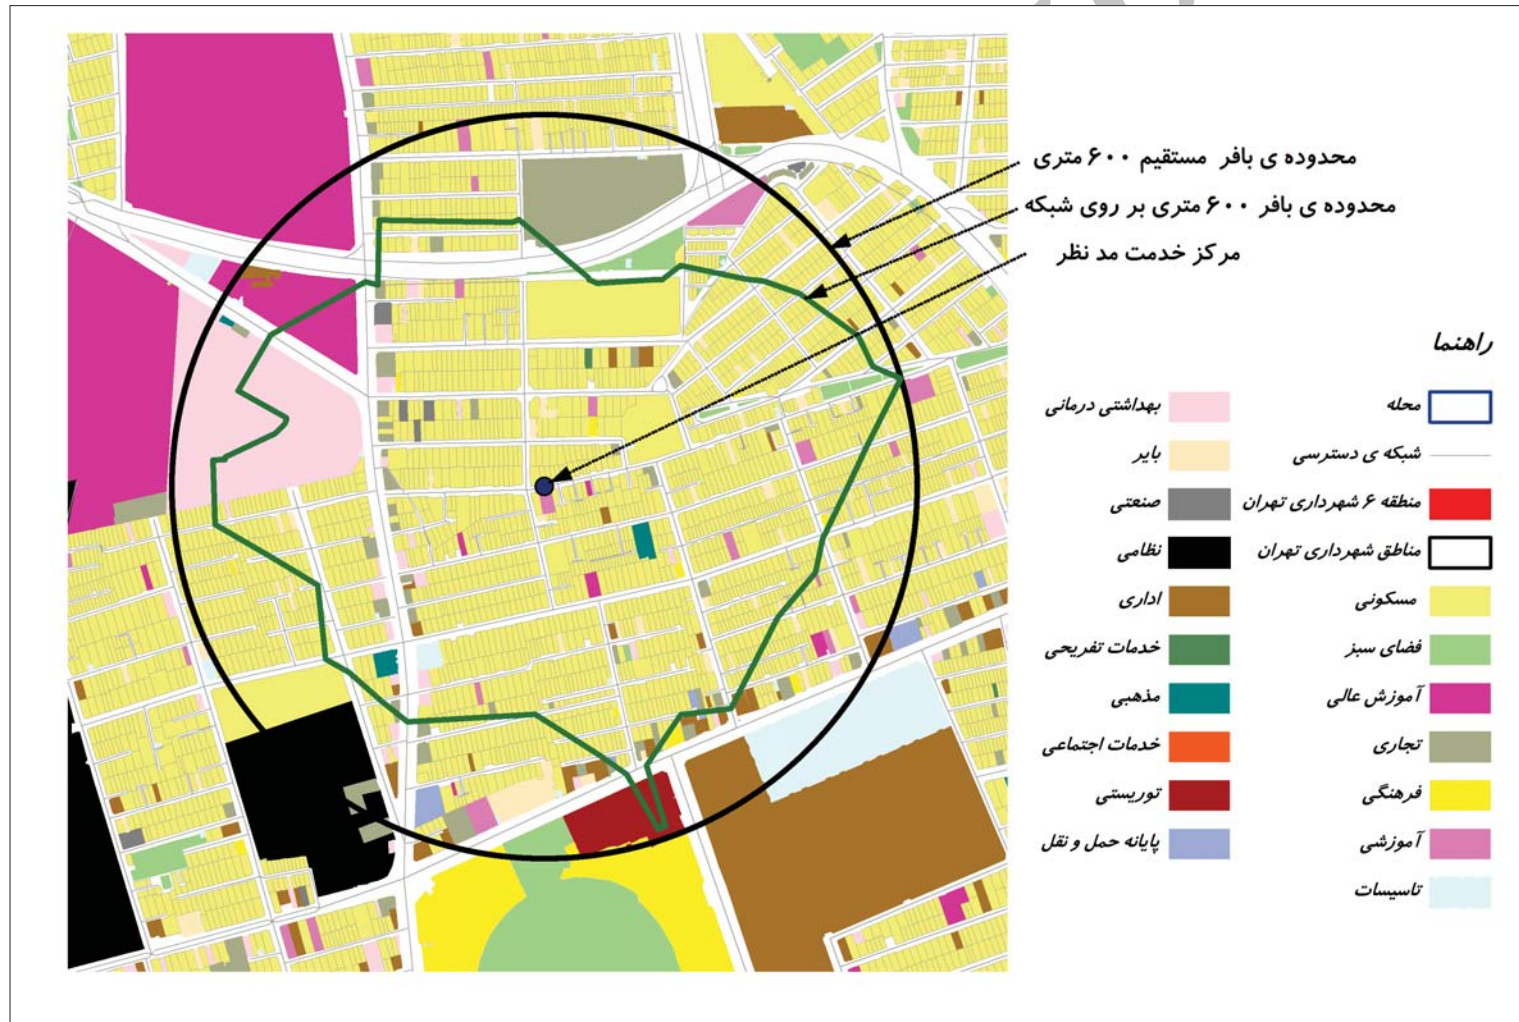 محدوده ی بافر مستقیم ۶۰۰ متری
محدوده ی بافر ۶۰۰ متری بر روی شبکه
مرکز خدمت مد نظر
راهنما
محله
شبکه ی دسترسی
منطقه ۶ شهرداری تهران
مناطق شهرداری تهران
مسکونی
فضای سبز
آموزش عالی
تجاری
فرهنگی
آموزشی
تاسیسات
بهداشتی درمانی
بایر
صنعتی
نظامی
اداری
خدمات تفریحی
مذهبی
خدمات اجتماعی
توریستی
پایانه حمل و نقل